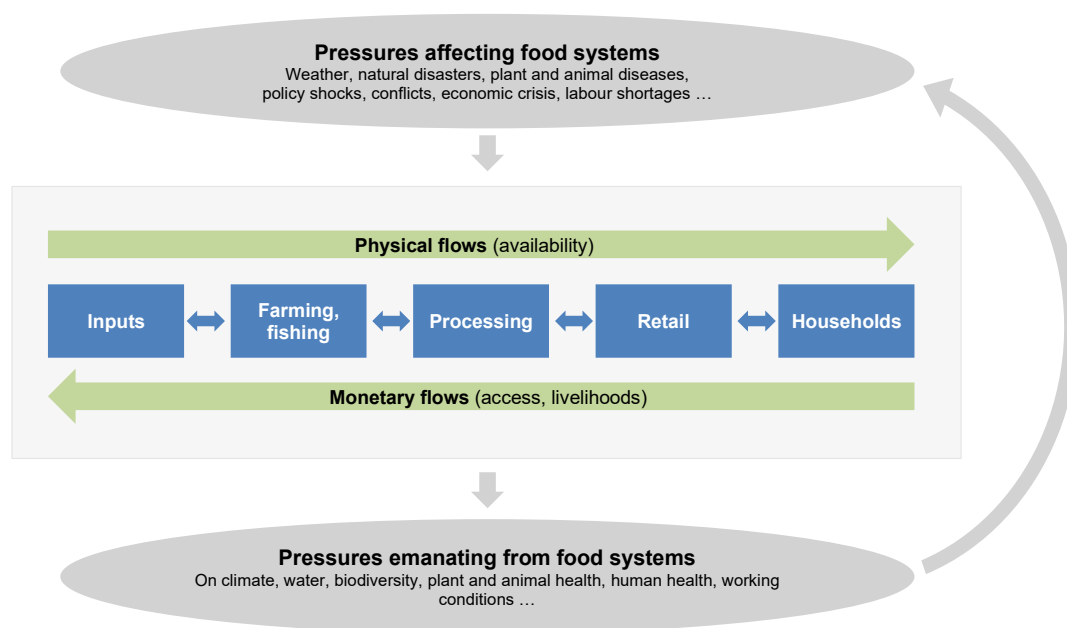 Pressures affecting food systems
Weather, natural disasters, plant and animal diseases,
policy shocks, conflicts, economic crisis, labour shortages …
Physical flows (availability)
Inputs
Farming,
fishing
Processing
Retail
Households
Monetary flows (access, livelihoods)
Pressures emanating from food systems
On climate, water, biodiversity, plant and animal health, human health, working
conditions …